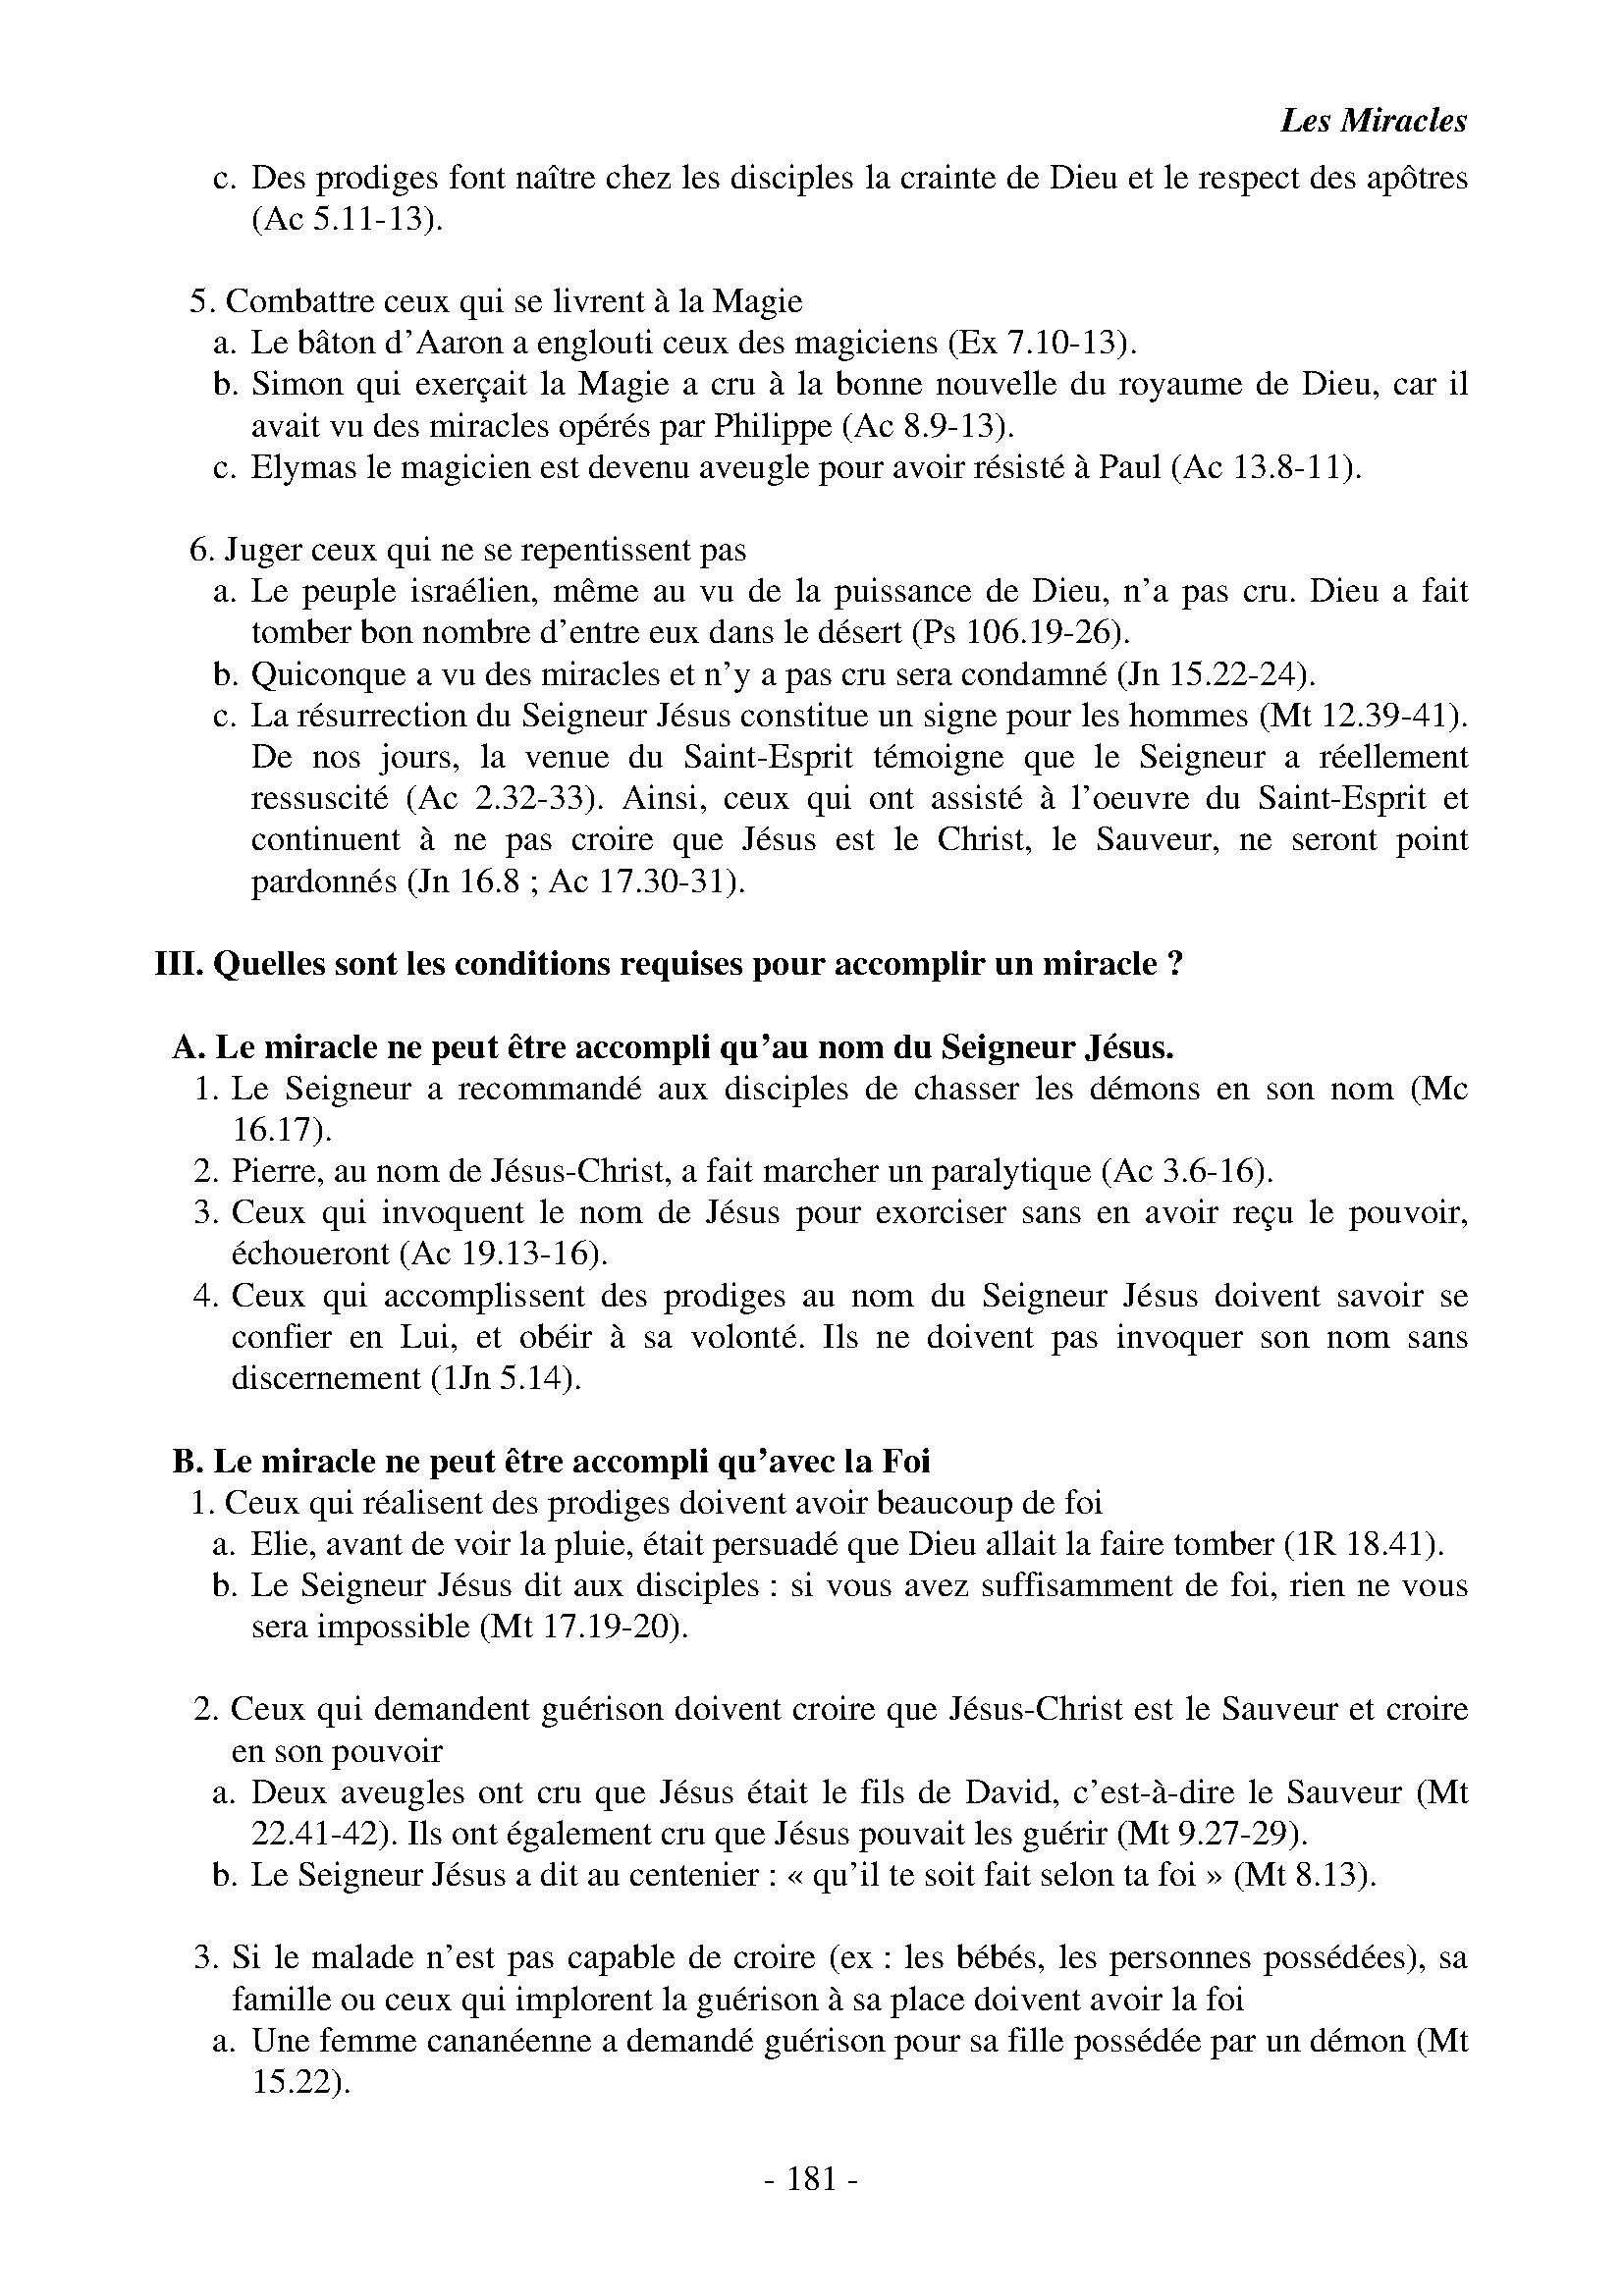 Les Miracles
c. Des prodiges font naître chez les disciples la crainte de Dieu et le respect des apôtres
(Ac 5.11-13).
5. Combattre ceux qui se livrent à la Magie
a. Le bâton d’Aaron a englouti ceux des magiciens (Ex 7.10-13).
b. Simon qui exerçait la Magie a cru à la bonne nouvelle du royaume de Dieu, car il
avait vu des miracles opérés par Philippe (Ac 8.9-13).
c. Elymas le magicien est devenu aveugle pour avoir résisté à Paul (Ac 13.8-11).
6. Juger ceux qui ne se repentissent pas
a. Le peuple israélien, même au vu de la puissance de Dieu, n’a pas cru. Dieu a fait
tomber bon nombre d’entre eux dans le désert (Ps 106.19-26).
b. Quiconque a vu des miracles et n’y a pas cru sera condamné (Jn 15.22-24).
c. La résurrection du Seigneur Jésus constitue un signe pour les hommes (Mt 12.39-41).
De nos jours, la venue du Saint-Esprit témoigne que le Seigneur a réellement
ressuscité (Ac 2.32-33). Ainsi, ceux qui ont assisté à l’oeuvre du Saint-Esprit et
continuent à ne pas croire que Jésus est le Christ, le Sauveur, ne seront point
pardonnés (Jn 16.8 ; Ac 17.30-31).
III. Quelles sont les conditions requises pour accomplir un miracle ?
A. Le miracle ne peut être accompli qu’au nom du Seigneur Jésus.
1. Le Seigneur a recommandé aux disciples de chasser les démons en son nom (Mc
16.17).
2. Pierre, au nom de Jésus-Christ, a fait marcher un paralytique (Ac 3.6-16).
3. Ceux qui invoquent le nom de Jésus pour exorciser sans en avoir reçu le pouvoir,
échoueront (Ac 19.13-16).
4. Ceux qui accomplissent des prodiges au nom du Seigneur Jésus doivent savoir se
confier en Lui, et obéir à sa volonté. Ils ne doivent pas invoquer son nom sans
discernement (1Jn 5.14).
B. Le miracle ne peut être accompli qu’avec la Foi
1. Ceux qui réalisent des prodiges doivent avoir beaucoup de foi
a. Elie, avant de voir la pluie, était persuadé que Dieu allait la faire tomber (1R 18.41).
b. Le Seigneur Jésus dit aux disciples : si vous avez suffisamment de foi, rien ne vous
sera impossible (Mt 17.19-20).
2. Ceux qui demandent guérison doivent croire que Jésus-Christ est le Sauveur et croire
en son pouvoir
a. Deux aveugles ont cru que Jésus était le fils de David, c’est-à-dire le Sauveur (Mt
22.41-42). Ils ont également cru que Jésus pouvait les guérir (Mt 9.27-29).
b. Le Seigneur Jésus a dit au centenier : « qu’il te soit fait selon ta foi » (Mt 8.13).
3. Si le malade n’est pas capable de croire (ex : les bébés, les personnes possédées), sa
famille ou ceux qui implorent la guérison à sa place doivent avoir la foi
a. Une femme cananéenne a demandé guérison pour sa fille possédée par un démon (Mt
15.22).
- 181 -